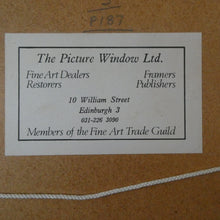 P187
The Picture Window Ltd.
Fine Art Dealers Framers
Restorers Publishers
10 William Street
Edinburgh 3
031-226 3090
Members of the Fine Art Trade Guild